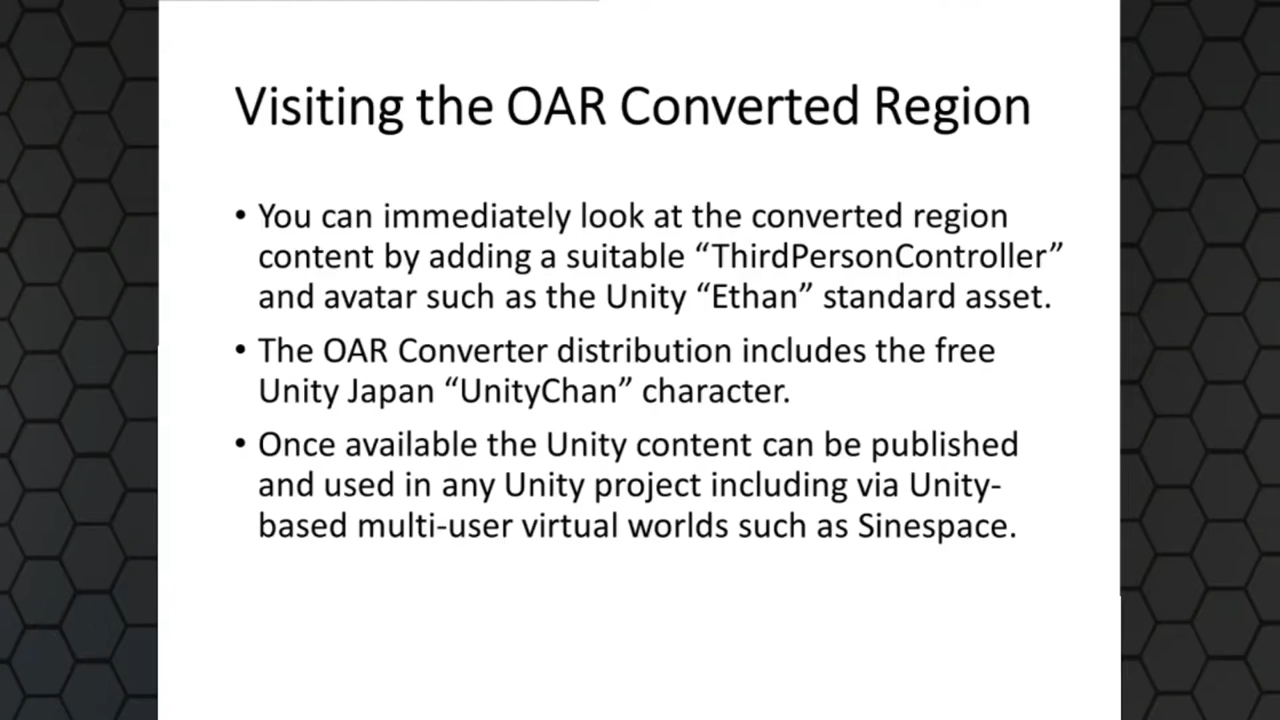 Visiting the OAR Converted Region
• You can immediately look at the converted region
content by adding a suitable “ThirdPersonController”
and avatar such as the Unity “Ethan” standard asset.
• The OAR Converter distribution includes the free
Unity Japan “UnityChan” character.
• Once available the Unity content can be published
and used in any Unity project including via Unity-
based multi-user virtual worlds such as Sinespace.